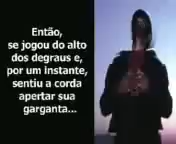 Então,
se jogou do alto
dos degraus e,
por um instante,
sentiu a corda
apertar sua
garganta...